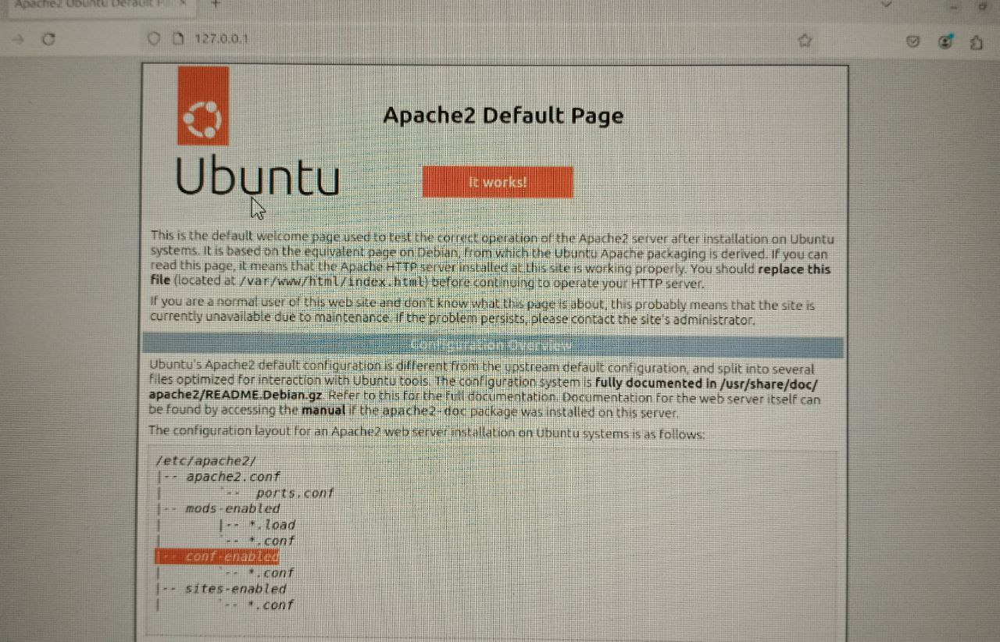 Apache2 Ubuntu Default Pa
127.0.0.1
Apache2 Default Page
Ubuntu
It works!
This is the default welcome page used to test the correct operation of the Apache2 server after installation on Ubuntu
systems. It is based on the equivalent page on Debian, from which the Ubuntu Apache packaging is derived. If you can
read this page, it means that the Apache HTTP server installed at this site is working properly. You should replace this
file (located at /var/www/html/index.html) before continuing to operate your HTTP server.
If you are a normal user of this web site and don't know what this page is about, this probably means that the site is
currently unavailable due to maintenance. If the problem persists, please contact the site's administrator.
Configuration Overview
Ubuntu's Apache2 default configuration is different from the upstream default configuration, and split into several
files optimized for interaction with Ubuntu tools. The configuration system is fully documented in /usr/share/doc/
apache2/README.Debian.gz. Refer to this for the full documentation. Documentation for the web server itself can
be found by accessing the manual if the apache2-doc package was installed on this server.
The configuration layout for an Apache2 web server installation on Ubuntu systems is as follows:
/etc/apache2/
|-- apache2.conf
|       `--  ports.conf
|-- mods-enabled
|       |-- *.load
|       `-- *.conf
|-- conf-enabled
|       `-- *.conf
|-- sites-enabled
|       `-- *.conf